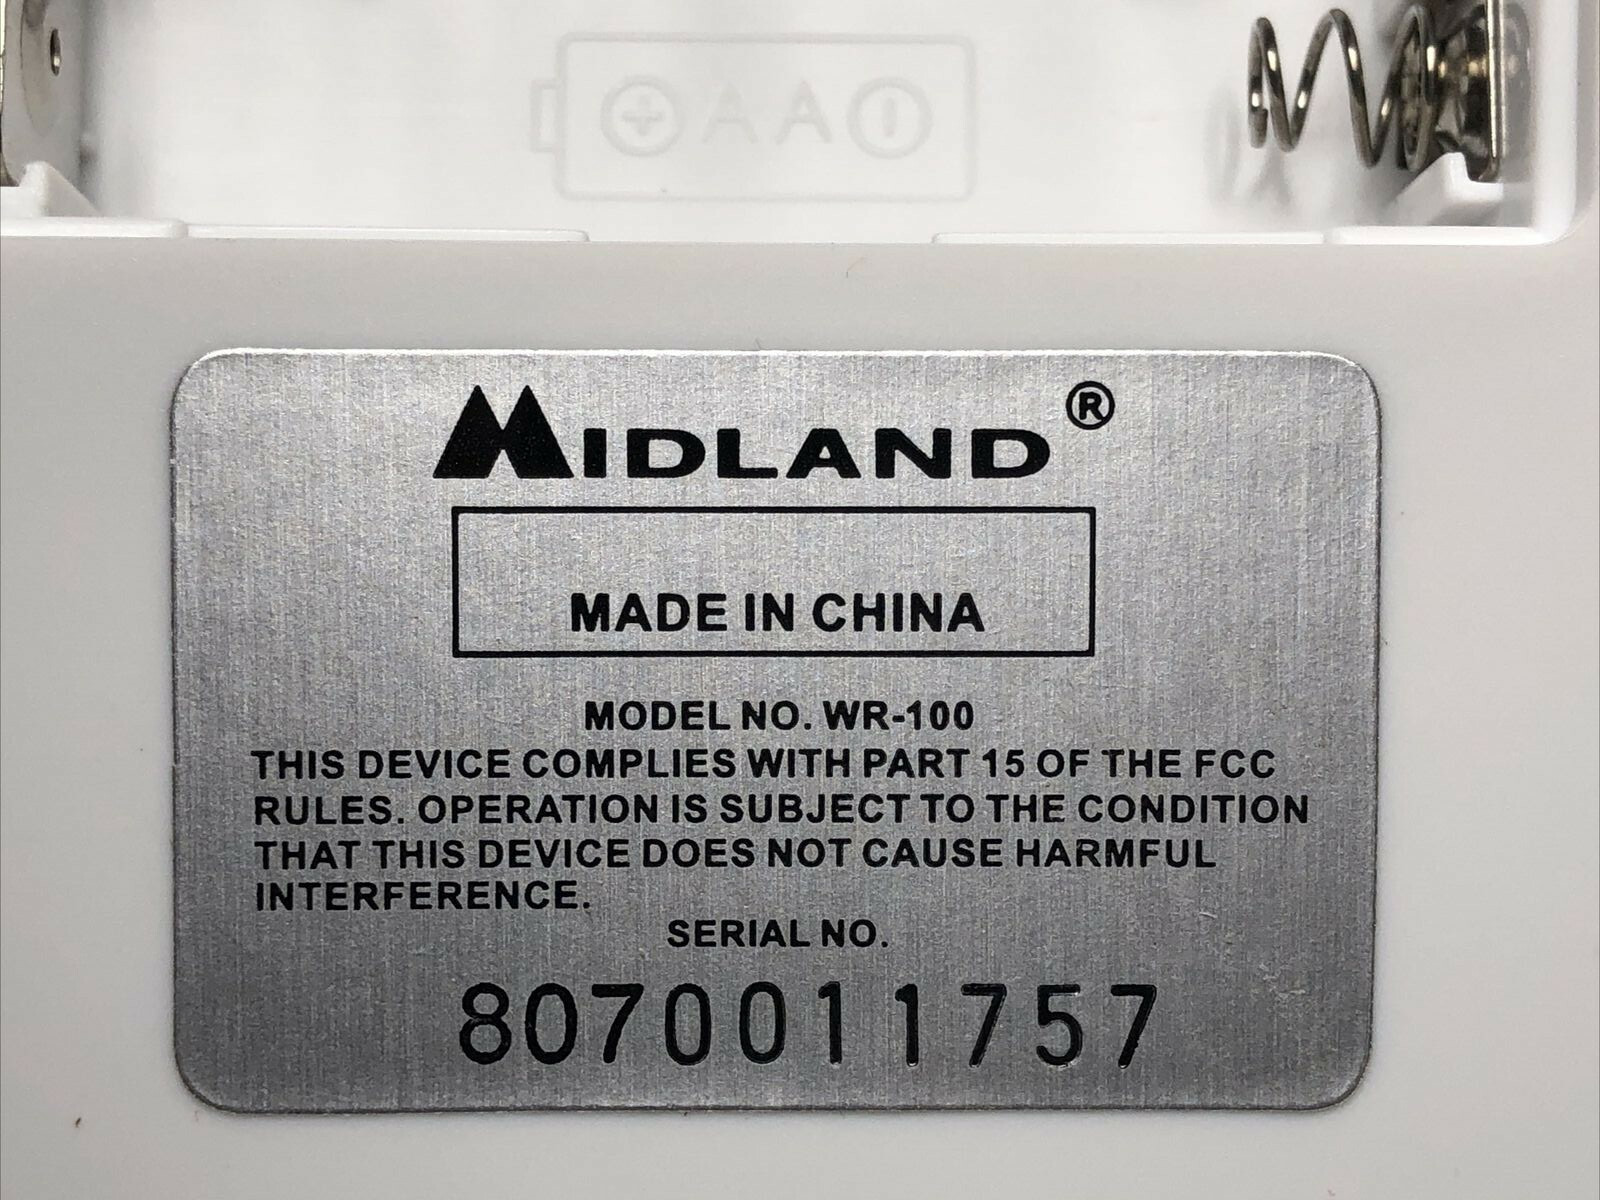 + AA -
MIDLAND®
MADE IN CHINA
MODEL NO. WR-100
THIS DEVICE COMPLIES WITH PART 15 OF THE FCC
RULES. OPERATION IS SUBJECT TO THE CONDITION
THAT THIS DEVICE DOES NOT CAUSE HARMFUL
INTERFERENCE.
SERIAL NO.
8070011757